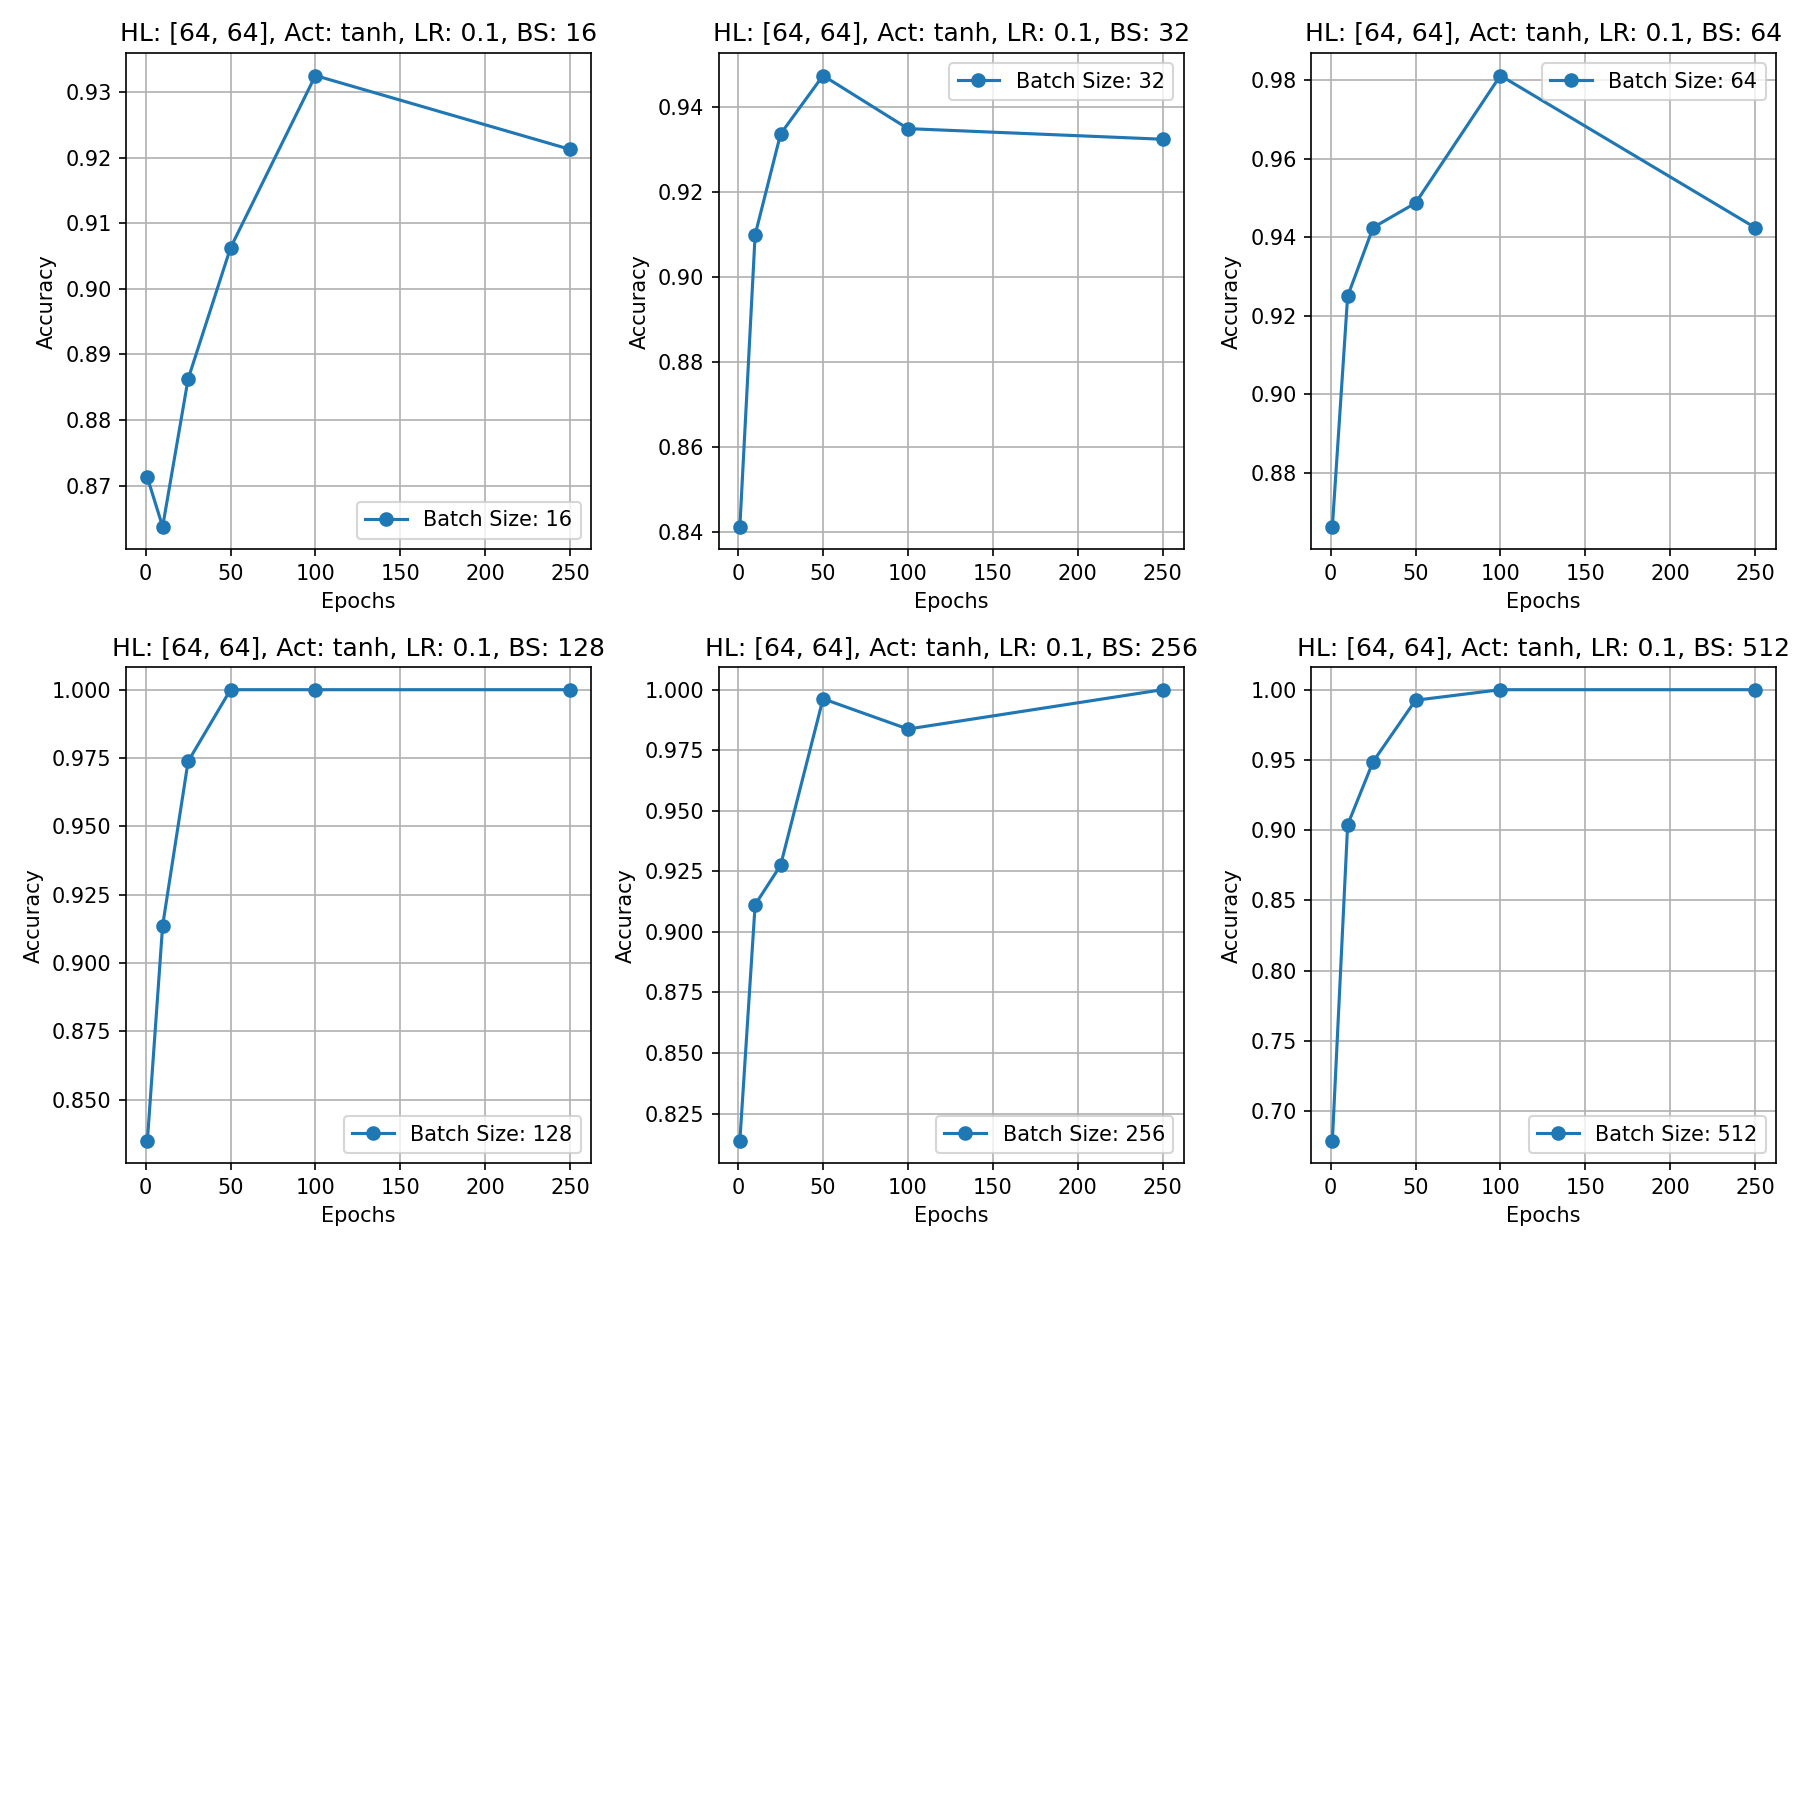 HL: [64, 64], Act: tanh, LR: 0.1, BS: 16
0.93
0.92
0.91
0.90
0.89
0.88
0.87
Accuracy
Batch Size: 16
0 50 100 150 200 250
Epochs
HL: [64, 64], Act: tanh, LR: 0.1, BS: 32
Batch Size: 32
0.94
0.92
0.90
0.88
0.86
0.84
Accuracy
0 50 100 150 200 250
Epochs
HL: [64, 64], Act: tanh, LR: 0.1, BS: 64
Batch Size: 64
0.98
0.96
0.94
0.92
0.90
0.88
Accuracy
0 50 100 150 200 250
Epochs
HL: [64, 64], Act: tanh, LR: 0.1, BS: 128
1.000
0.975
0.950
0.925
0.900
0.875
0.850
Accuracy
Batch Size: 128
0 50 100 150 200 250
Epochs
HL: [64, 64], Act: tanh, LR: 0.1, BS: 256
1.000
0.975
0.950
0.925
0.900
0.875
0.850
0.825
Accuracy
Batch Size: 256
0 50 100 150 200 250
Epochs
HL: [64, 64], Act: tanh, LR: 0.1, BS: 512
1.00
0.95
0.90
0.85
0.80
0.75
0.70
Accuracy
Batch Size: 512
0 50 100 150 200 250
Epochs